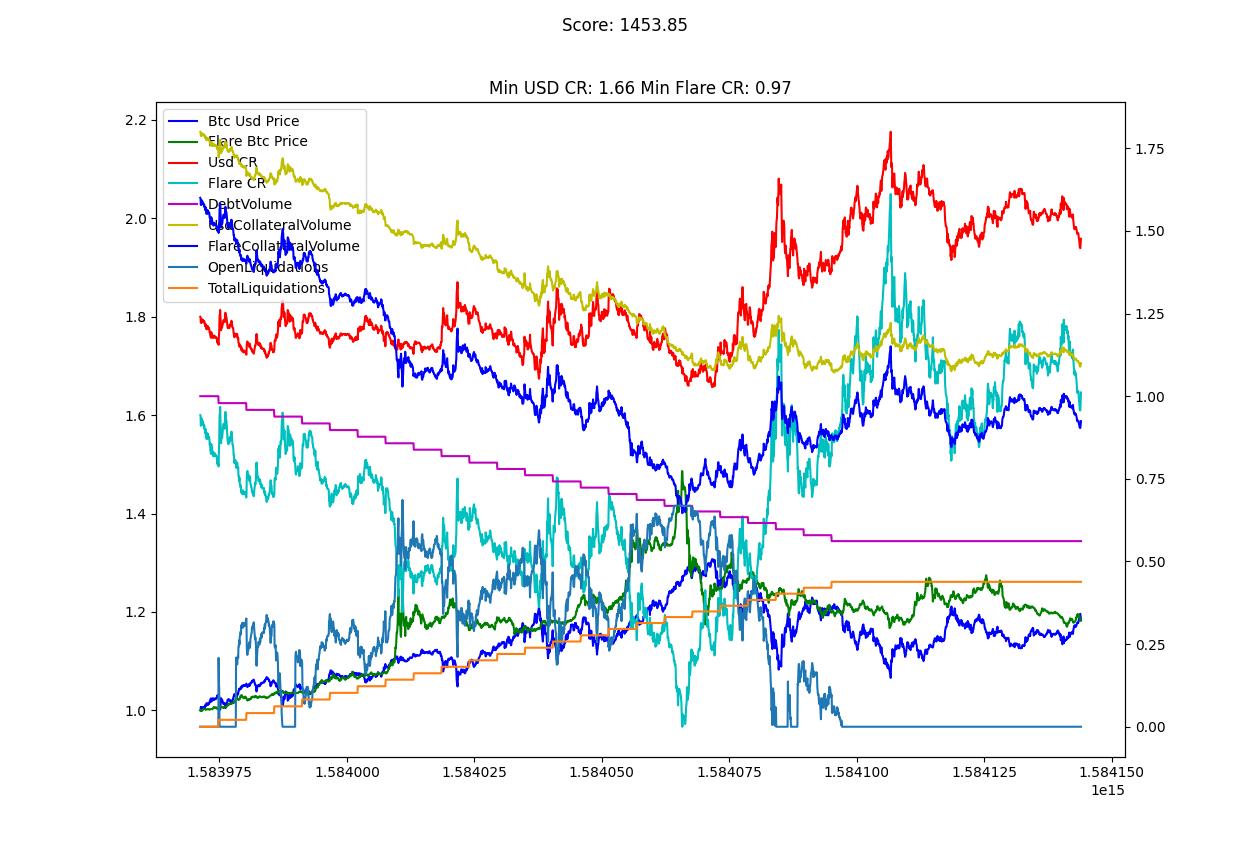 Score: 1453.85
Min USD CR: 1.66 Min Flare CR: 0.97
Btc Usd Price
Flare Btc Price
Usd CR
Flare CR
DebtVolume
UsdCollateralVolume
FlareCollateralVolume
OpenLiquidations
TotalLiquidations
2.2
2.0
1.8
1.6
1.4
1.2
1.0
1.75
1.50
1.25
1.00
0.75
0.50
0.25
0.00
1.583975
1.584000
1.584025
1.584050
1.584075
1.584100
1.584125
1.584150
1e15